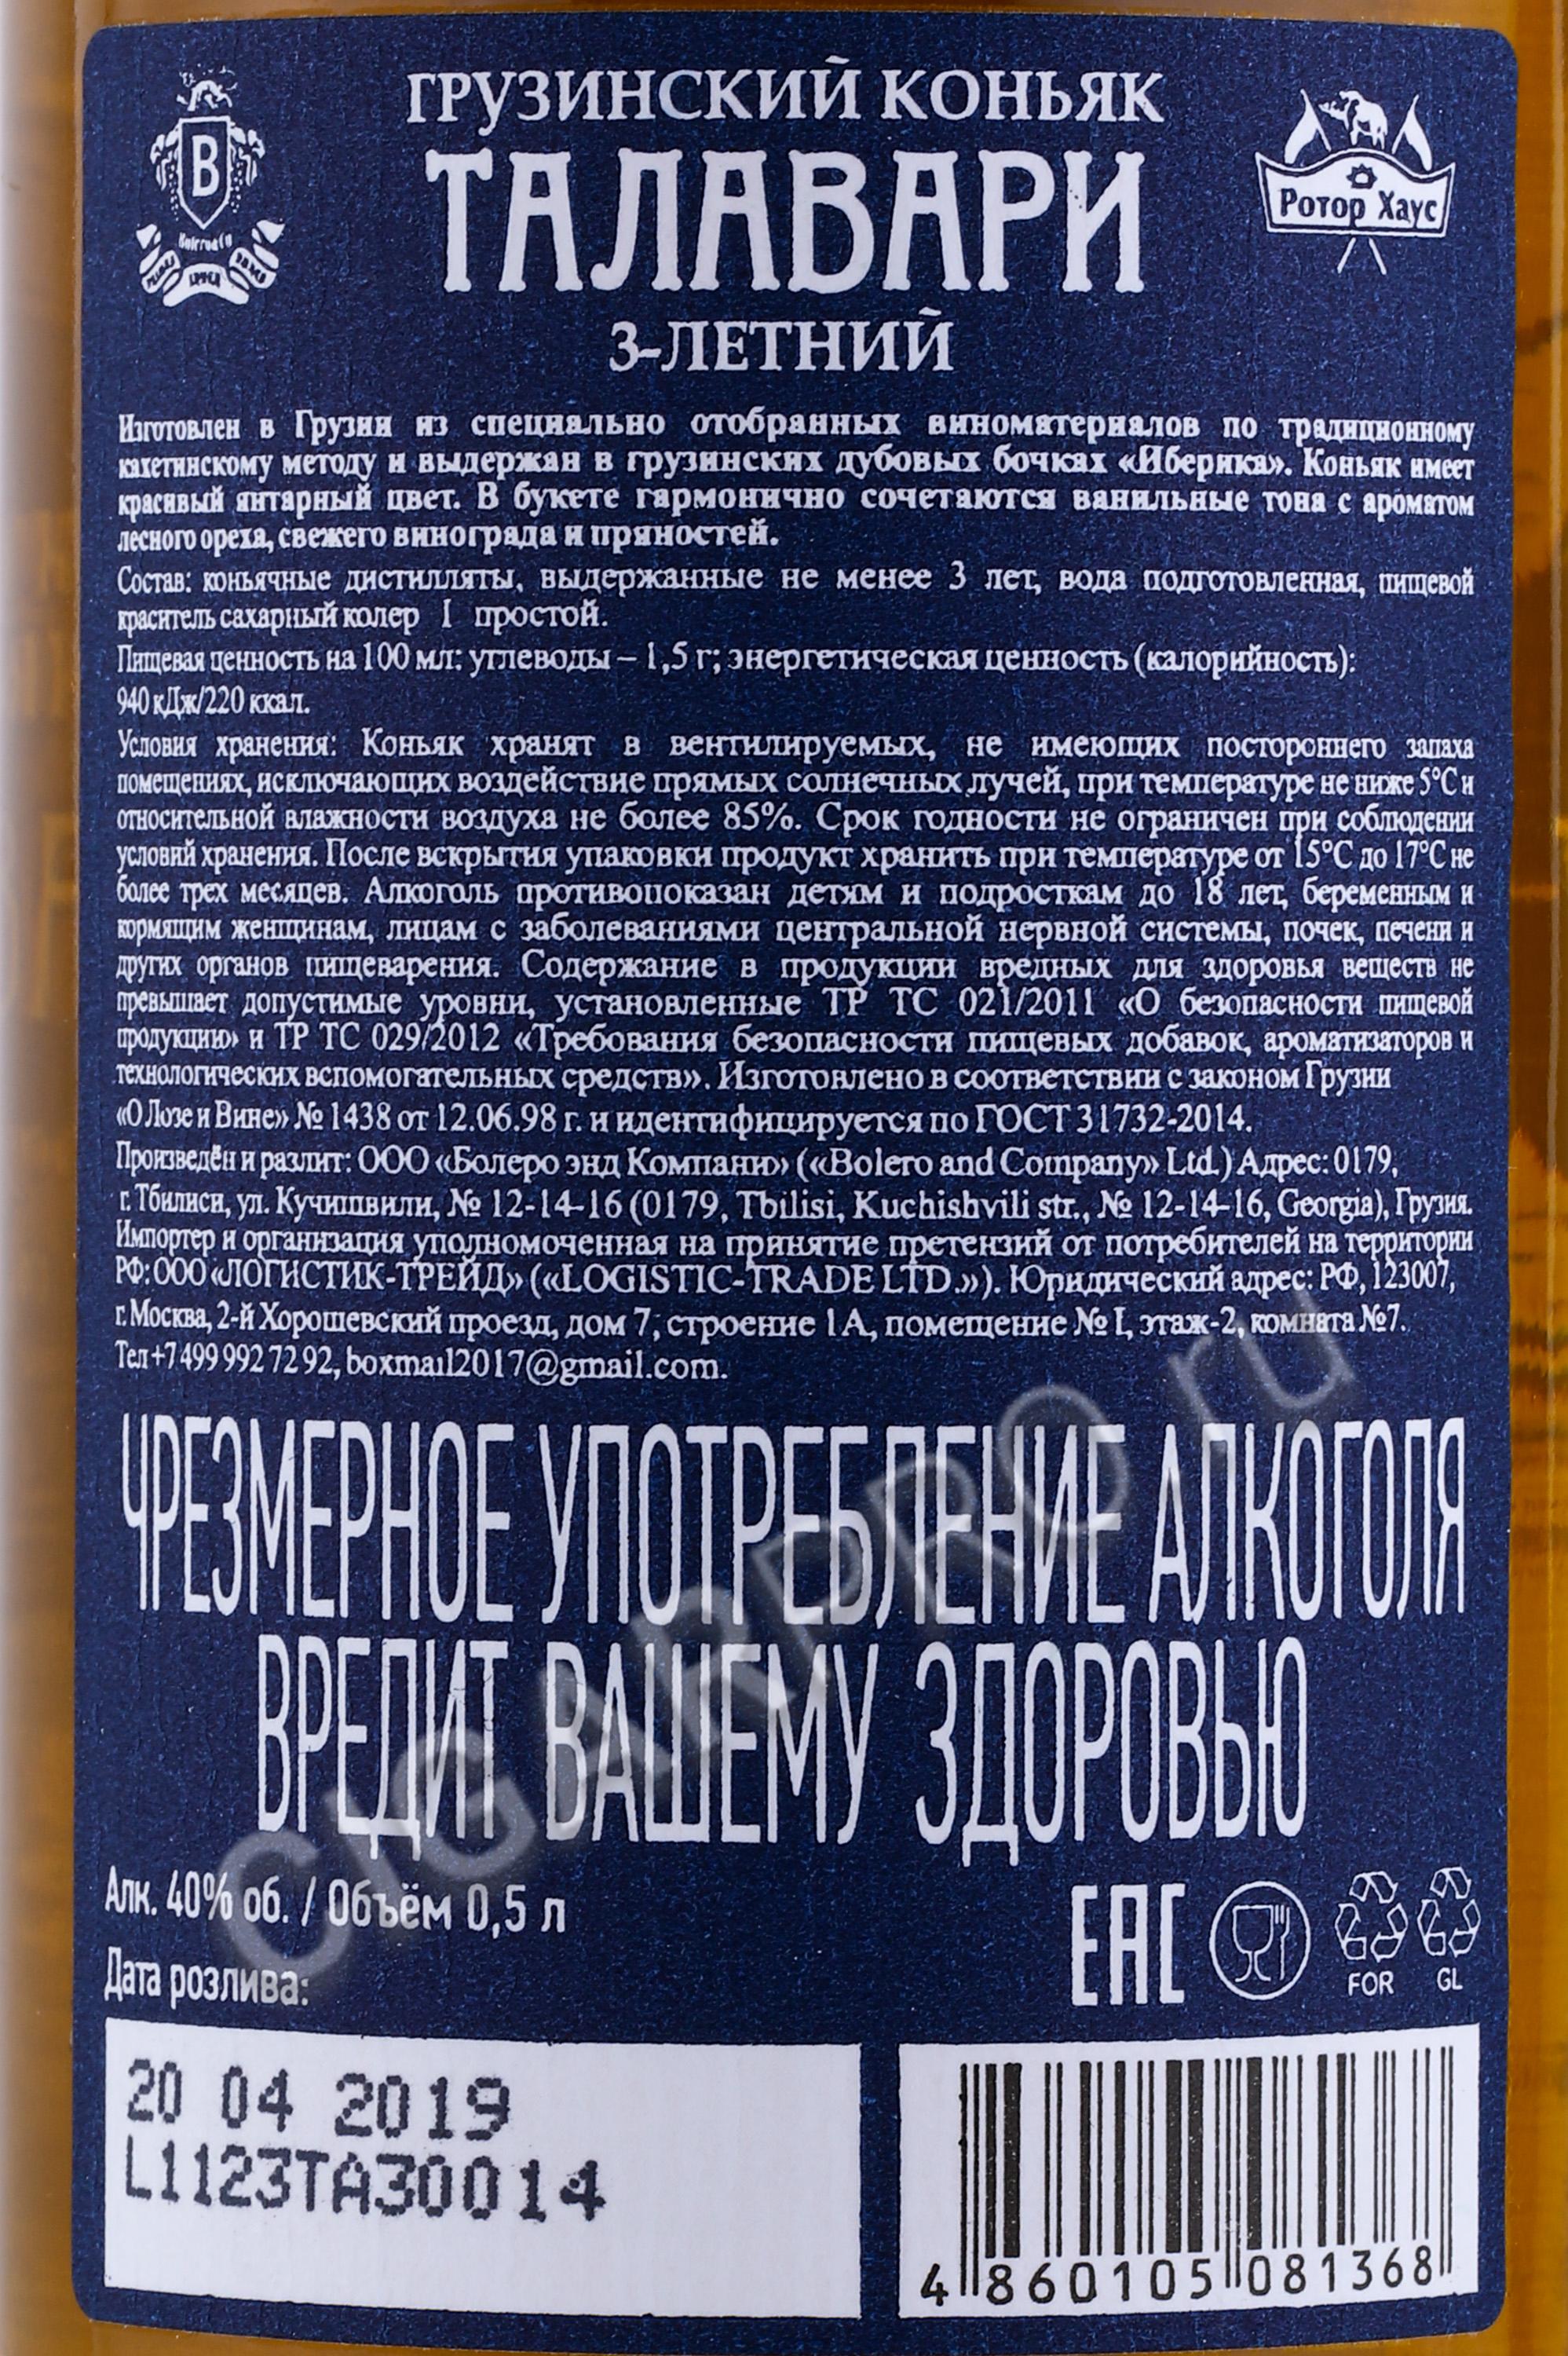 ГРУЗИНСКИЙ КОНЬЯК
B
Ротор Хаус
ТАЛАВАРИ
3-ЛЕТНИЙ
Изготовлен в Грузии из специально отобранных виноматериалов по традиционному
кахетинскому методу и выдержан в грузинских дубовых бочках «Иберика». Коньяк имеет
красивый янтарный цвет. В букете гармонично сочетаются ванильные тона с ароматом
лесного ореха, свежего винограда и пряностей.
Состав: коньячные дистилляты, выдержанные не менее 3 лет, вода подготовленная, пищевой
краситель сахарный колер I простой.
Пищевая ценность на 100 мл: углеводы – 1,5 г; энергетическая ценность (калорийность):
940 кДж/220 ккал.
Условия хранения: Коньяк хранят в вентилируемых, не имеющих постороннего запаха
помещениях, исключающих воздействие прямых солнечных лучей, при температуре не ниже 5°С и
относительной влажности воздуха не более 85%. Срок годности не ограничен при соблюдении
условий хранения. После вскрытия упаковки продукт хранить при температуре от 15°С до 17°С не
более трех месяцев. Алкоголь противопоказан детям и подросткам до 18 лет, беременным и
кормящим женщинам, лицам с заболеваниями центральной нервной системы, почек, печени и
других органов пищеварения. Содержание в продукции вредных для здоровья веществ не
превышает допустимые уровни, установленные ТР ТС 021/2011 «О безопасности пищевой
продукции» и ТР ТС 029/2012 «Требования безопасности пищевых добавок, ароматизаторов и
технологических вспомогательных средств». Изготовлено в соответствии с законом Грузии
«О Лозе и Вине» № 1438 от 12.06.98 г. и идентифицируется по ГОСТ 31732-2014.
Произведён и разлит: ООО «Болеро энд Компани» («Bolero and Company» Ltd.) Адрес: 0179,
г. Тбилиси, ул. Кучишвили, № 12-14-16 (0179, Tbilisi, Kuchishvili str., № 12-14-16, Georgia), Грузия.
Импортер и организация уполномоченная на принятие претензий от потребителей на территории
РФ: ООО «ЛОГИСТИК-ТРЕЙД» («LOGISTIC-TRADE LTD.»). Юридический адрес: РФ, 123007,
г. Москва, 2-й Хорошевский проезд, дом 7, строение 1А, помещение № I, этаж-2, комната №7.
Тел +7 499 992 72 92, boxmail2017@gmail.com.
ЧРЕЗМЕРНОЕ УПОТРЕБЛЕНИЕ АЛКОГОЛЯ
ВРЕДИТ ВАШЕМУ ЗДОРОВЬЮ
CIGARPRO.ru
Алк. 40% об. / Объём 0,5 л
Дата розлива:
EAC
FOR
GL
20 04 2019
L1123TA30014
4 860105 081368